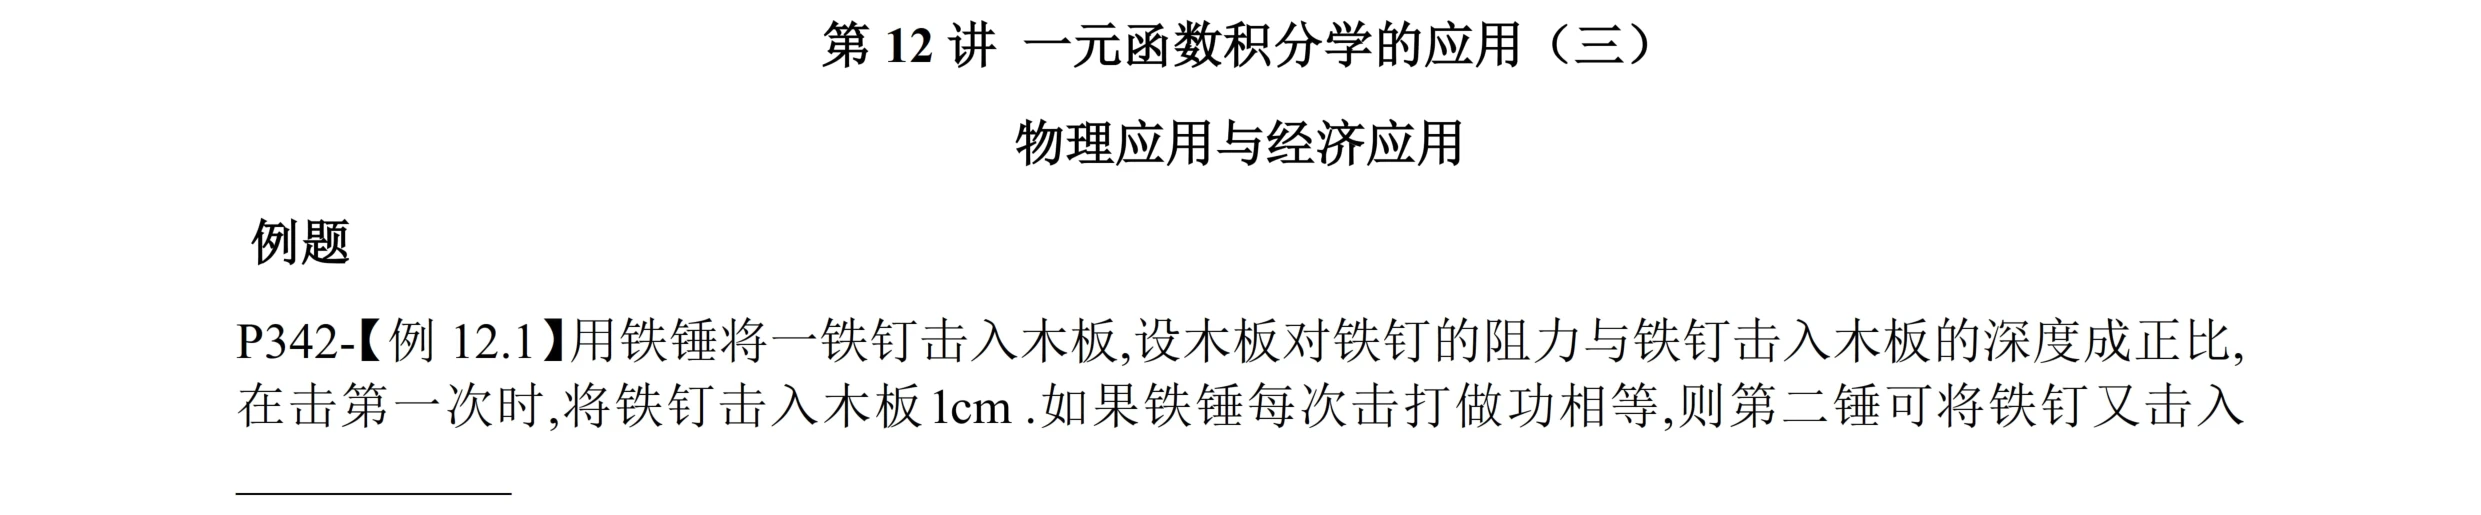 第 12 讲 一元函数积分学的应用（三）
物理应用与经济应用
例题
P342-【例 12.1】用铁锤将一铁钉击入木板,设木板对铁钉的阻力与铁钉击入木板的深度成正比,
在击第一次时,将铁钉击入木板1cm .如果铁锤每次击打做功相等,则第二锤可将铁钉又击入